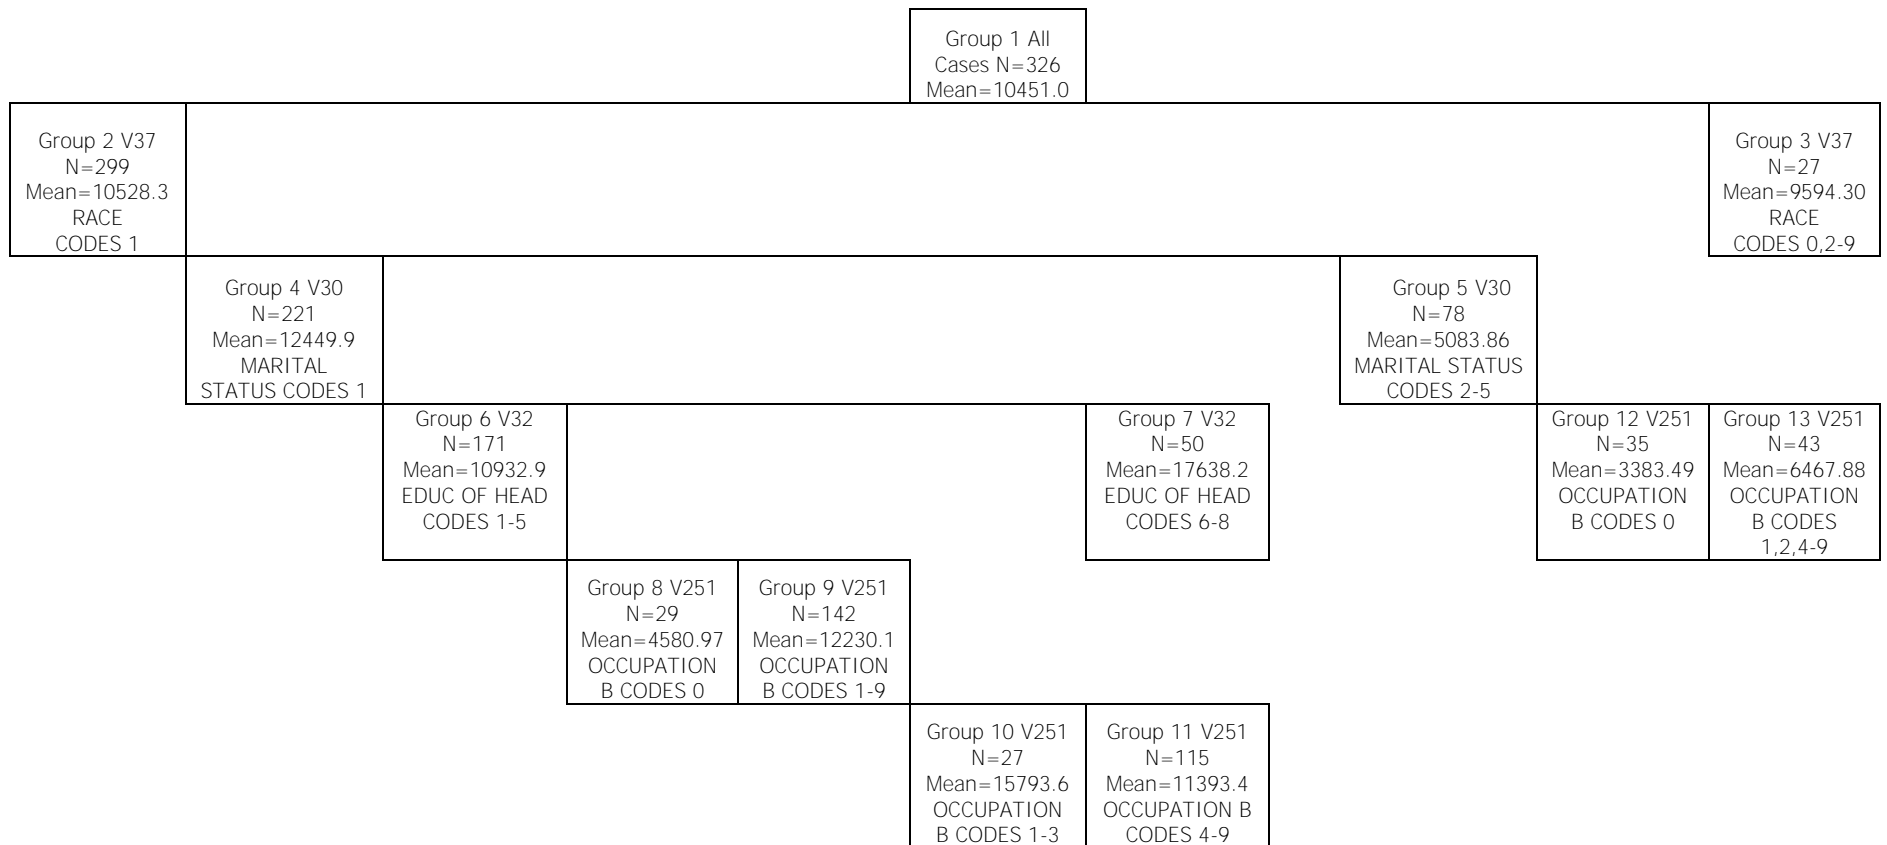 Group 1 All
Cases N=326
Mean=10451.0
Group 2 V37
N=299
Mean=10528.3
RACE
CODES 1
Group 3 V37
N=27
Mean=9594.30
RACE
CODES 0,2-9
Group 4 V30
N=221
Mean=12449.9
MARITAL
STATUS CODES 1
Group 5 V30
N=78
Mean=5083.86
MARITAL STATUS
CODES 2-5
Group 6 V32
N=171
Mean=10932.9
EDUC OF HEAD
CODES 1-5
Group 7 V32
N=50
Mean=17638.2
EDUC OF HEAD
CODES 6-8
Group 12 V251
N=35
Mean=3383.49
OCCUPATION
B CODES 0
Group 13 V251
N=43
Mean=6467.88
OCCUPATION
B CODES
1,2,4-9
Group 8 V251
N=29
Mean=4580.97
OCCUPATION
B CODES 0
Group 9 V251
N=142
Mean=12230.1
OCCUPATION
B CODES 1-9
Group 10 V251
N=27
Mean=15793.6
OCCUPATION
B CODES 1-3
Group 11 V251
N=115
Mean=11393.4
OCCUPATION B
CODES 4-9